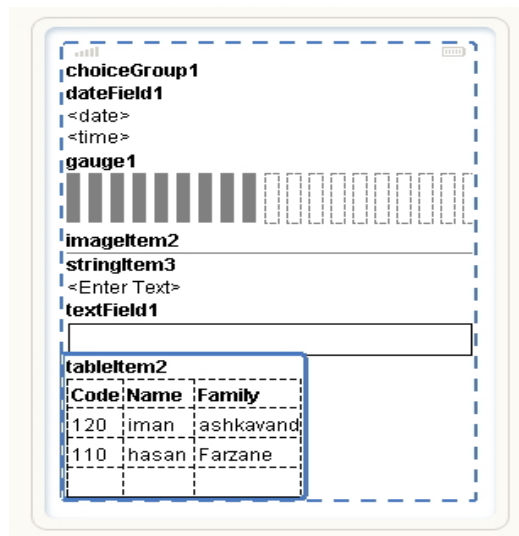 choiceGroup1
dateField1
<date>
<time>
gauge1
imageItem2
stringItem3
<Enter Text>
textField1
tableItem2
Code Name Family
120 iman ashkavand
110 hasan Farzane